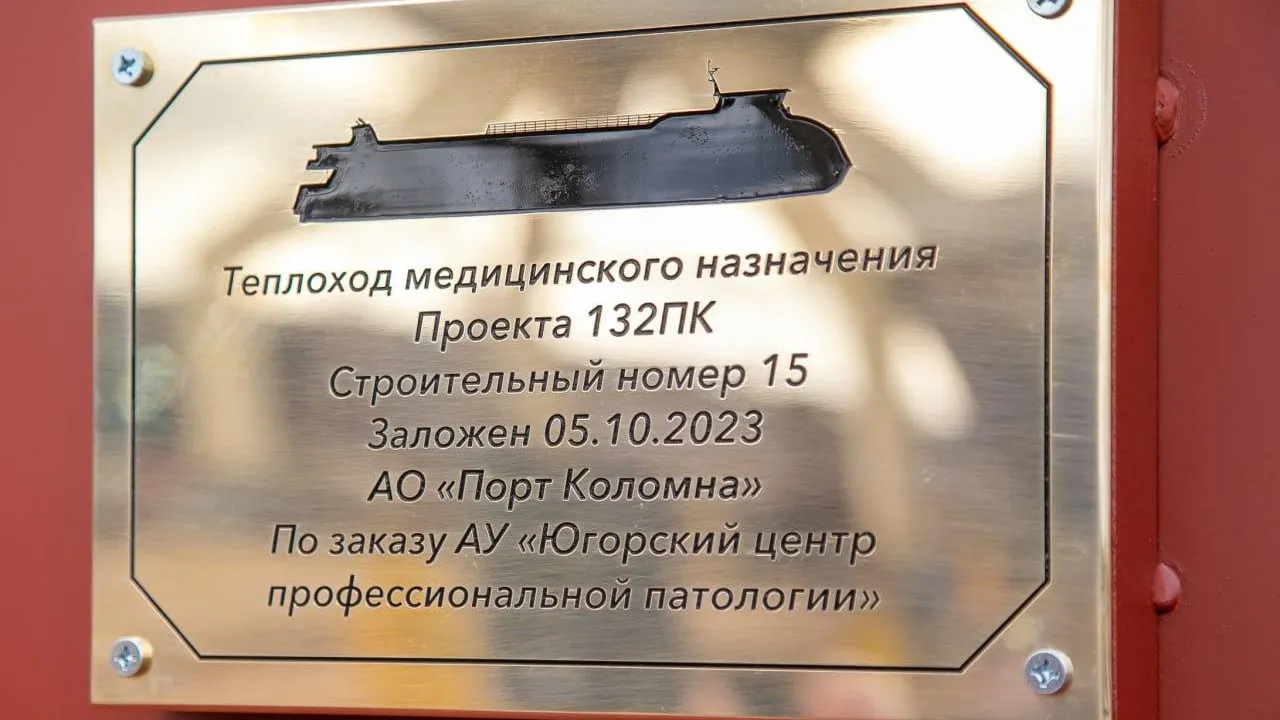 Теплоход медицинского назначения
Проекта 132ПК
Строительный номер 15
Заложен 05.10.2023
АО «Порт Коломна»
По заказу АУ «Югорский центр
профессиональной патологии»